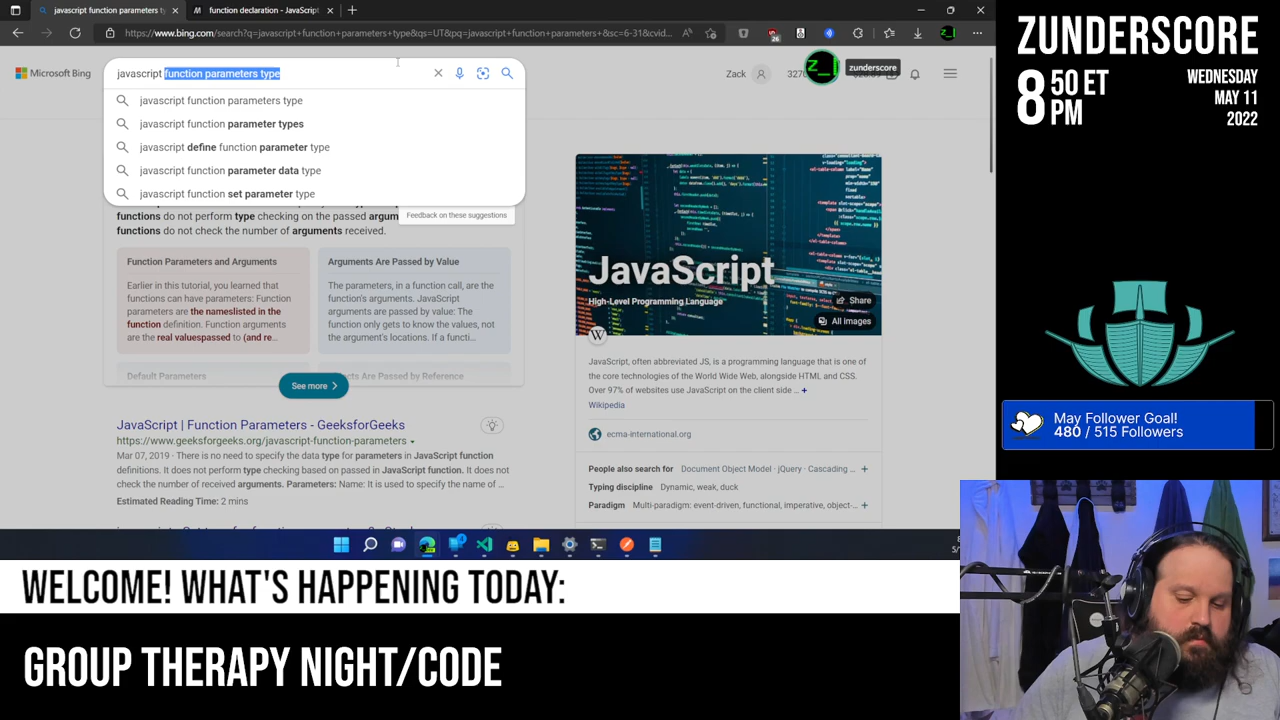 javascript function parameters ty
function declaration - JavaScript
https://www.bing.com/search?q=javascript+function+parameters+type&qs=UT&pq=javascript+function+parameters+&sc=6-31&cvid...
26
Microsoft Bing
javascript function parameters type
Zack
zunderscore
javascript function parameters type
javascript function parameter types
javascript define function parameter type
javascript function parameter data type
javascript function set parameter type
Feedback on these suggestions
functions do not perform type checking on the passed
functions do not check the number of arguments received.
Function Parameters and Arguments
Earlier in this tutorial, you learned that
functions can have parameters: Function
parameters are the nameslisted in the
function definition. Function arguments
are the real valuespassed to (and re...
Arguments Are Passed by Value
The parameters, in a function call, are the
function's arguments. JavaScript
arguments are passed by value: The
function only gets to know the values, not
the argument's locations. If a functi...
Default Parameters
See more
JavaScript | Function Parameters - GeeksforGeeks
https://www.geeksforgeeks.org/javascript-function-parameters
Mar 07, 2019 · There is no need to specify the data type for parameters in JavaScript function
definitions. It does not perform type checking based on passed in JavaScript function. It does not
check the number of received arguments. Parameters: Name: It is used to specify the name of ...
Estimated Reading Time: 2 mins
JavaScript
High-Level Programming Language
Share
All images
W
JavaScript, often abbreviated JS, is a programming language that is one of
the core technologies of the World Wide Web, alongside HTML and CSS.
Over 97% of websites use JavaScript on the client side ... +
Wikipedia
ecma-international.org
People also search for Document Object Model · jQuery · Cascading ... +
Typing discipline Dynamic, weak, duck
Paradigm Multi-paradigm: event-driven, functional, imperative, object-... +
ZUNDERSCORE
8 50 ET
PM
WEDNESDAY
MAY 11
2022
May Follower Goal!
480 / 515 Followers
WELCOME! WHAT'S HAPPENING TODAY:
GROUP THERAPY NIGHT/CODE